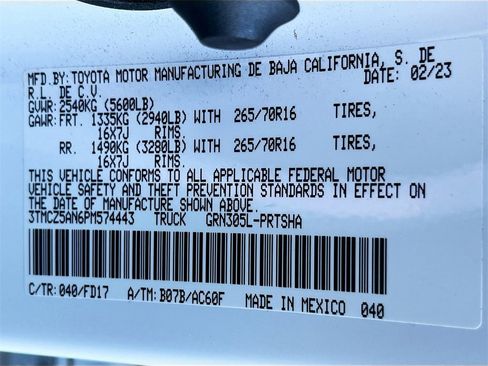 MFD.BY:TOYOTA MOTOR MANUFACTURING DE BAJA CALIFORNIA, S. DE
R.L. DE C.V. DATE: 02/23
GVWR:2540KG (5600LB)
GAWR:FRT. 1335KG (2940LB) WITH 265/70R16 TIRES,
16X7J RIMS.
RR. 1490KG (3280LB) WITH 265/70R16 TIRES,
16X7J RIMS.
THIS VEHICLE CONFORMS TO ALL APPLICABLE FEDERAL MOTOR
VEHICLE SAFETY AND THEFT PREVENTION STANDARDS IN EFFECT ON
THE DATE OF MANUFACTURE SHOWN ABOVE.
3TMCZ5AN6PM574443 TRUCK GRN305L-PRTSHA
C/TR:040/FD17 A/TM:B07B/AC60F MADE IN MEXICO 040